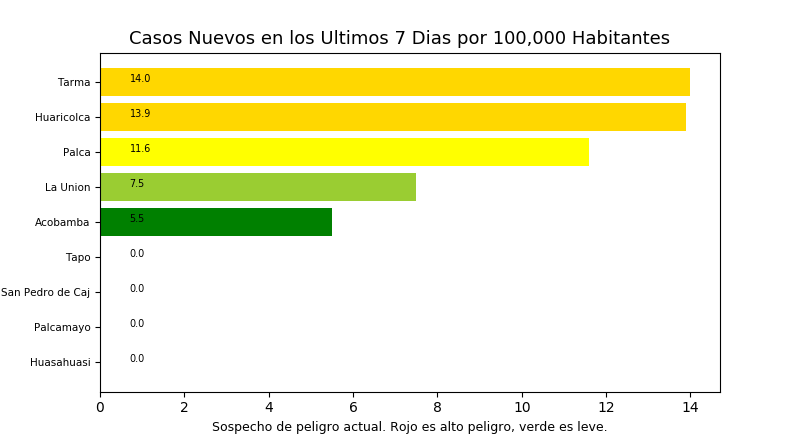 Casos Nuevos en los Ultimos 7 Dias por 100,000 Habitantes
Tarma 14.0
Huaricolca 13.9
Palca 11.6
La Union 7.5
Acobamba 5.5
Tapo 0.0
San Pedro de Caj 0.0
Palcamayo 0.0
Huasahuasi 0.0
0 2 4 6 8 10 12 14
Sospecho de peligro actual. Rojo es alto peligro, verde es leve.